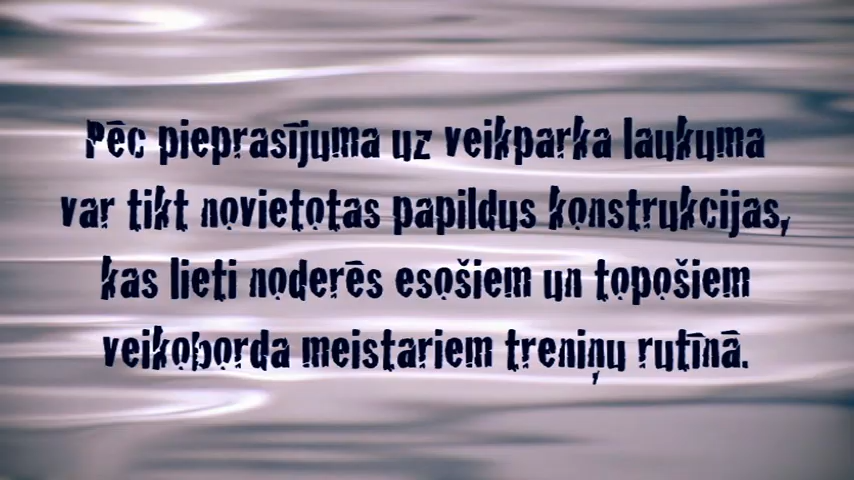 Pēc pieprasījuma uz veikparka laukuma
var tikt novietotas papildus konstrukcijas,
kas lieti noderēs esošiem un topošiem
veikoborda meistariem treniņu rutīnā.